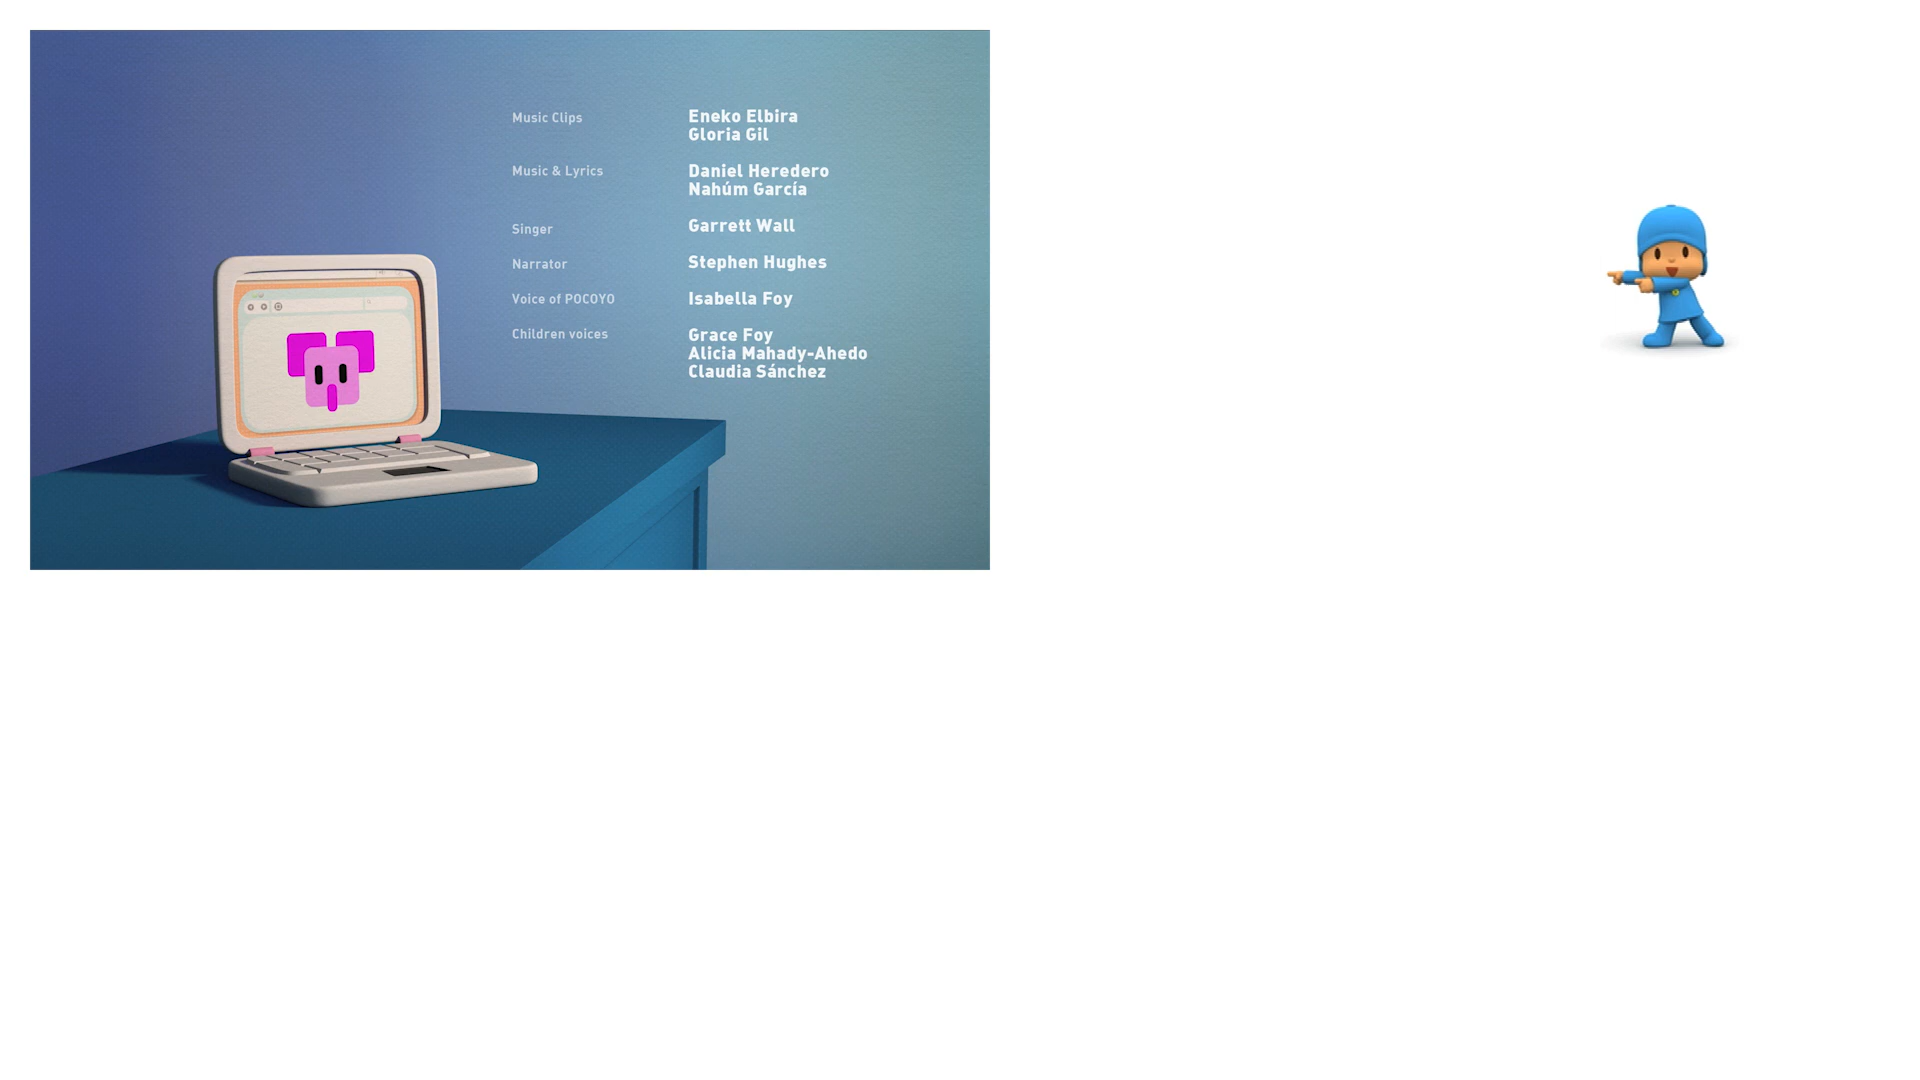 Music Clips
Eneko Elbira
Gloria Gil
Music & Lyrics
Daniel Heredero
Nahúm García
Singer
Garrett Wall
Narrator
Stephen Hughes
Voice of POCOYO
Isabella Foy
Children voices
Grace Foy
Alicia Mahady-Ahedo
Claudia Sánchez